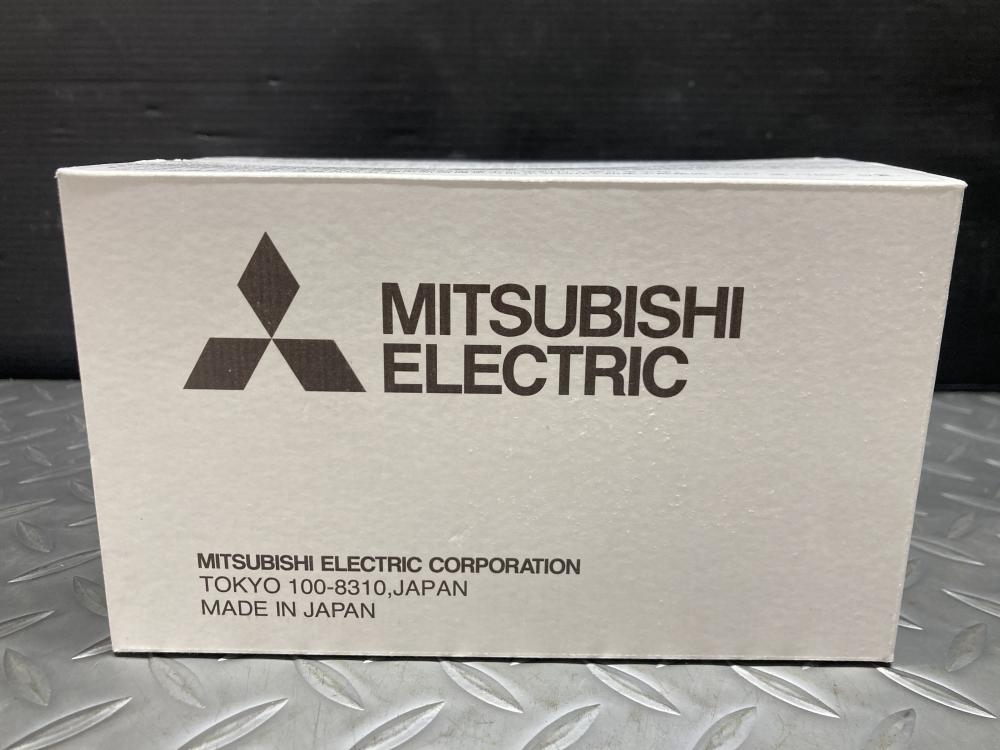 MITSUBISHI
ELECTRIC
MITSUBISHI ELECTRIC CORPORATION
TOKYO 100-8310,JAPAN
MADE IN JAPAN